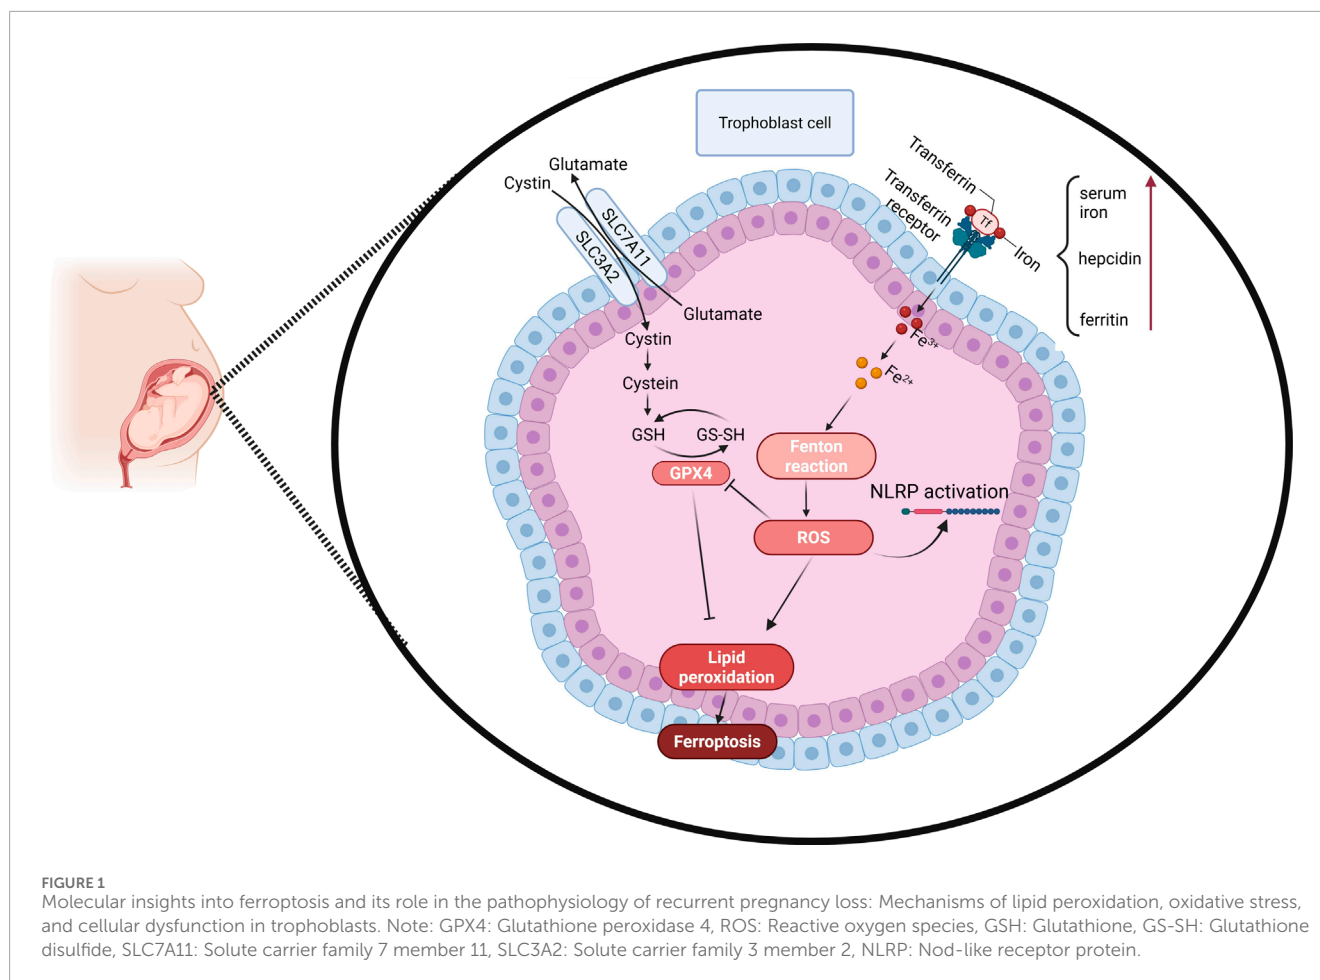 Trophoblast cell
Glutamate
Cystin
SLC7A11
SLC3A2
Glutamate
Cystin
Cystein
GSH
GS-SH
GPX4
Transferrin
Transferrin
receptor
Tf
Iron
serum
iron
hepcidin
ferritin
Fe3+
Fe2+
Fenton
reaction
ROS
NLRP activation
Lipid
peroxidation
Ferroptosis
FIGURE 1
Molecular insights into ferroptosis and its role in the pathophysiology of recurrent pregnancy loss: Mechanisms of lipid peroxidation, oxidative stress,
and cellular dysfunction in trophoblasts. Note: GPX4: Glutathione peroxidase 4, ROS: Reactive oxygen species, GSH: Glutathione, GS-SH: Glutathione
disulfide, SLC7A11: Solute carrier family 7 member 11, SLC3A2: Solute carrier family 3 member 2, NLRP: Nod-like receptor protein.